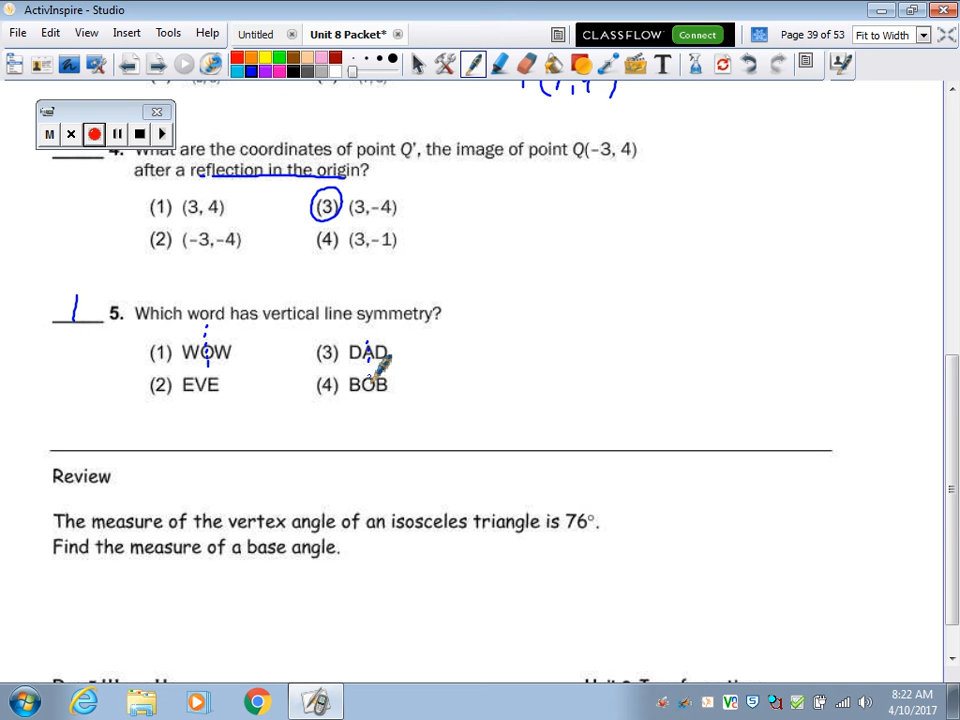 ActivInspire - Studio
File Edit View Insert Tools Help Untitled Unit 8 Packet* CLASSFLOW Connect Page 39 of 53 Fit to Width
M
What are the coordinates of point Q', the image of point Q(−3, 4)
after a reflection in the origin?
(1) (3, 4) (3) (3,−4)
(2) (−3,−4) (4) (3,−1)
1 5. Which word has vertical line symmetry?
(1) WOW (3) DAD
(2) EVE (4) BOB
Review
The measure of the vertex angle of an isosceles triangle is 76°.
Find the measure of a base angle.
8:22 AM
4/10/2017